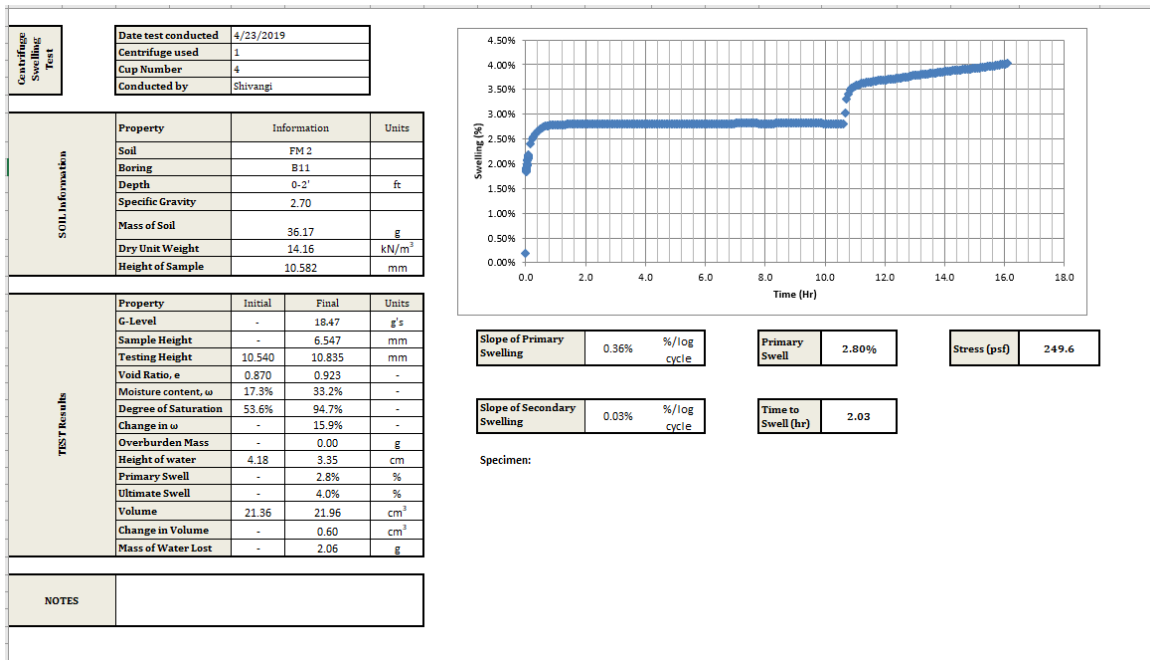 Centrifuge
Swelling
Test
Date test conducted 4/23/2019
Centrifuge used 1
Cup Number 4
Conducted by Shivangi
SOIL Information
Property Information Units
Soil FM 2
Boring B11
Depth 0-2' ft
Specific Gravity 2.70
Mass of Soil 36.17 g
Dry Unit Weight 14.16 kN/m³
Height of Sample 10.582 mm
TEST Results
Property Initial Final Units
G-Level - 18.47 g's
Sample Height - 6.547 mm
Testing Height 10.540 10.835 mm
Void Ratio, e 0.870 0.923 -
Moisture content, ω 17.3% 33.2% -
Degree of Saturation 53.6% 94.7% -
Change in ω - 15.9% -
Overburden Mass - 0.00 g
Height of water 4.18 3.35 cm
Primary Swell - 2.8% %
Ultimate Swell - 4.0% %
Volume 21.36 21.96 cm³
Change in Volume - 0.60 cm³
Mass of Water Lost - 2.06 g
NOTES
4.50%
4.00%
3.50%
3.00%
2.50%
2.00%
1.50%
1.00%
0.50%
0.00%
Swelling (%)
0.0 2.0 4.0 6.0 8.0 10.0 12.0 14.0 16.0 18.0
Time (Hr)
Slope of Primary
Swelling
0.36%
%/log
cycle
Primary
Swell
2.80%
Stress (psf) 249.6
Slope of Secondary
Swelling
0.03%
%/log
cycle
Time to
Swell (hr)
2.03
Specimen: